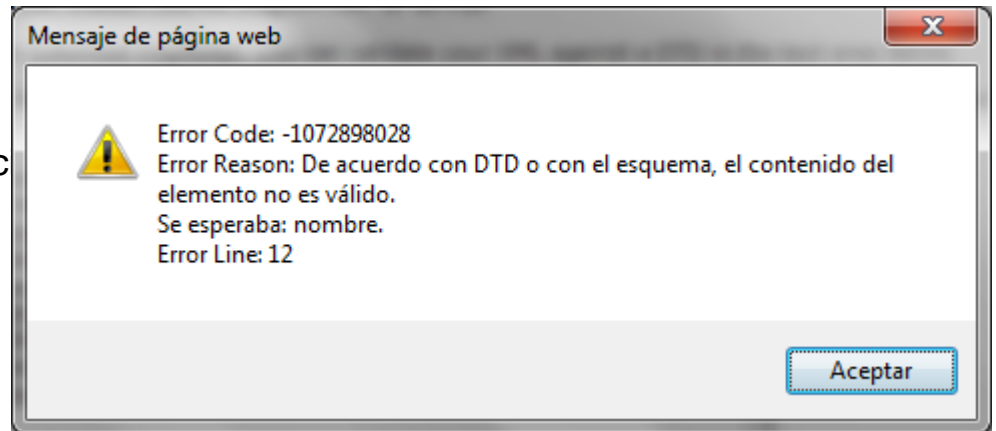 Mensaje de página web
Error Code: -1072898028
Error Reason: De acuerdo con DTD o con el esquema, el contenido del
elemento no es válido.
Se esperaba: nombre.
Error Line: 12
Aceptar